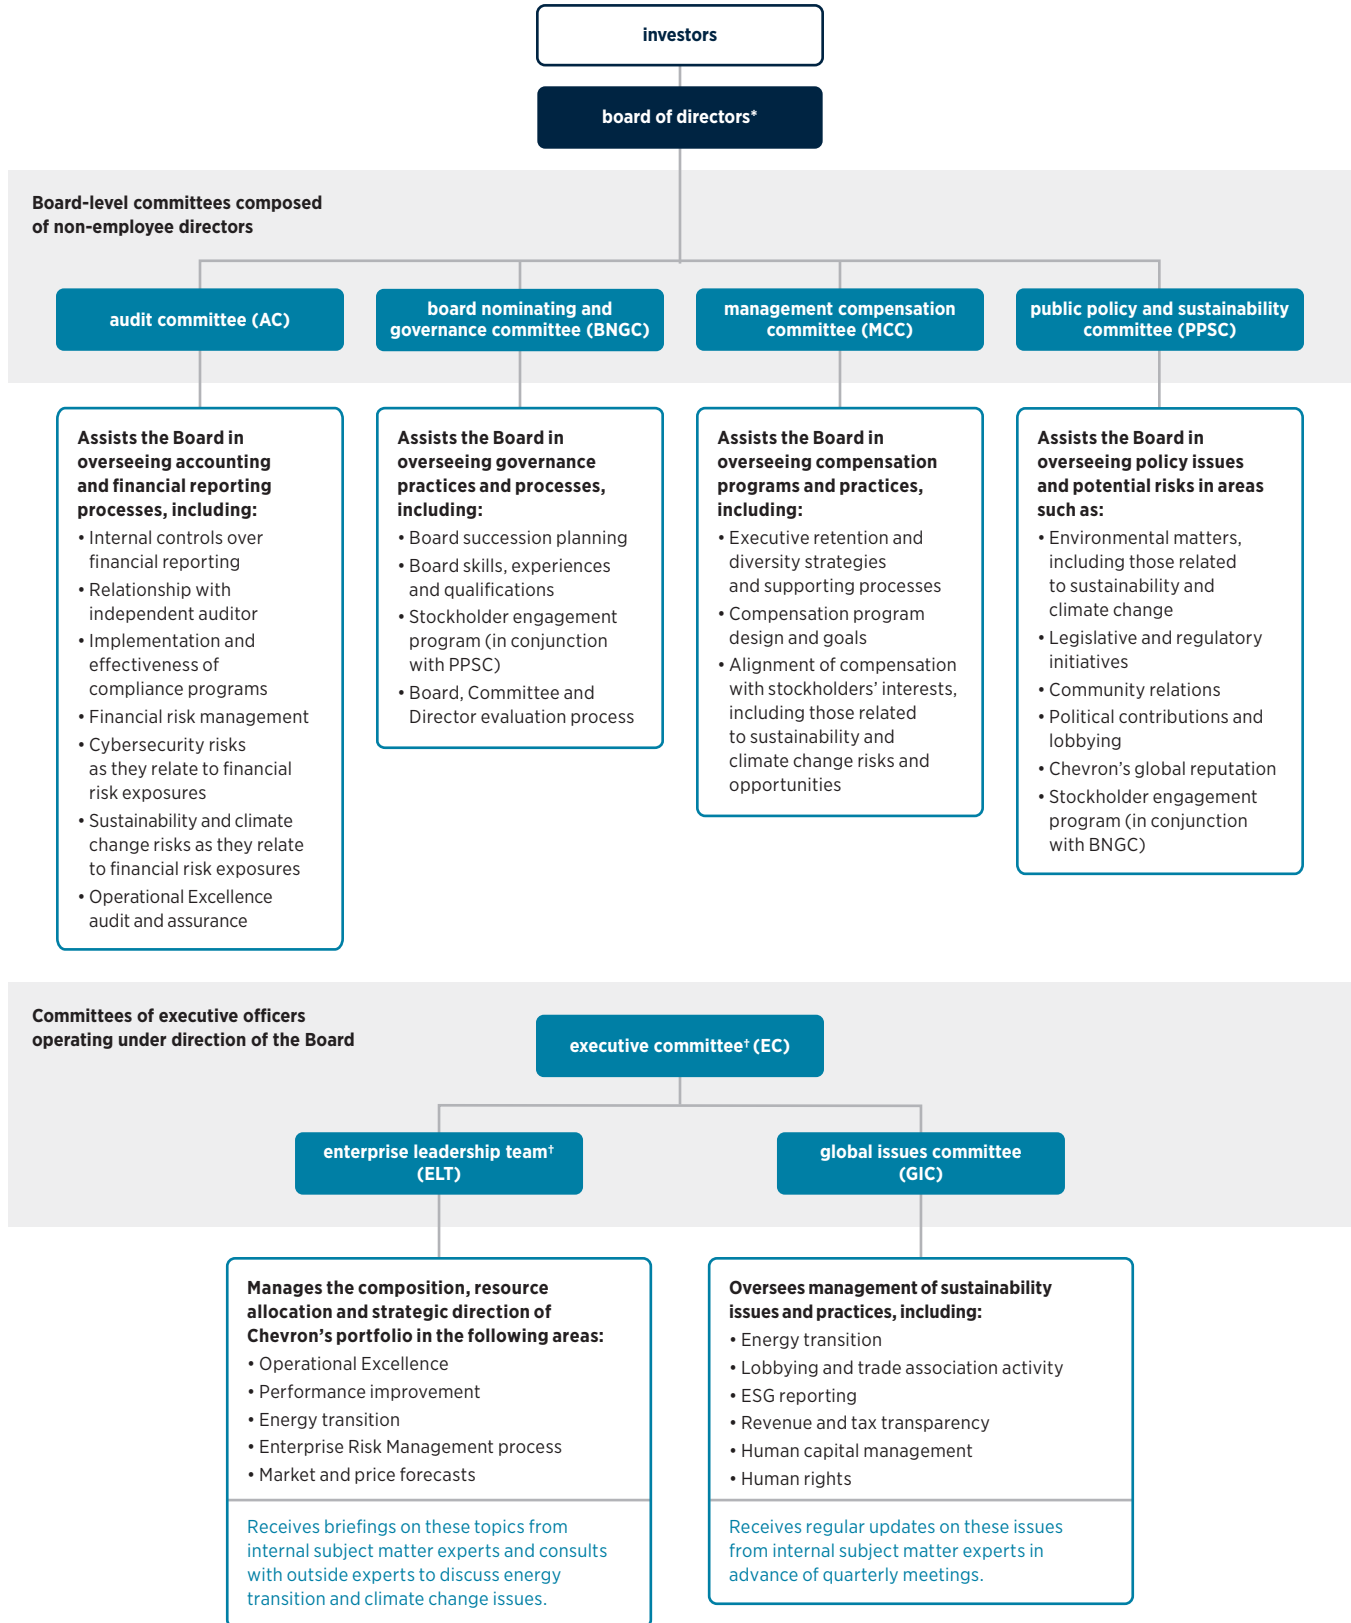 investors
board of directors*
Board-level committees composed
of non-employee directors
audit committee (AC)
board nominating and
governance committee (BNGC)
management compensation
committee (MCC)
public policy and sustainability
committee (PPSC)
Assists the Board in
overseeing accounting
and financial reporting
processes, including:
• Internal controls over
financial reporting
• Relationship with
independent auditor
• Implementation and
effectiveness of
compliance programs
• Financial risk management
• Cybersecurity risks
as they relate to financial
risk exposures
• Sustainability and climate
change risks as they relate
to financial risk exposures
• Operational Excellence
audit and assurance
Assists the Board in
overseeing governance
practices and processes,
including:
• Board succession planning
• Board skills, experiences
and qualifications
• Stockholder engagement
program (in conjunction
with PPSC)
• Board, Committee and
Director evaluation process
Assists the Board in
overseeing compensation
programs and practices,
including:
• Executive retention and
diversity strategies
and supporting processes
• Compensation program
design and goals
• Alignment of compensation
with stockholders’ interests,
including those related
to sustainability and
climate change risks and
opportunities
Assists the Board in
overseeing policy issues
and potential risks in areas
such as:
• Environmental matters,
including those related
to sustainability and
climate change
• Legislative and regulatory
initiatives
• Community relations
• Political contributions and
lobbying
• Chevron’s global reputation
• Stockholder engagement
program (in conjunction
with BNGC)
Committees of executive officers
operating under direction of the Board
executive committee† (EC)
enterprise leadership team†
(ELT)
global issues committee
(GIC)
Manages the composition, resource
allocation and strategic direction of
Chevron’s portfolio in the following areas:
• Operational Excellence
• Performance improvement
• Energy transition
• Enterprise Risk Management process
• Market and price forecasts
Receives briefings on these topics from
internal subject matter experts and consults
with outside experts to discuss energy
transition and climate change issues.
Oversees management of sustainability
issues and practices, including:
• Energy transition
• Lobbying and trade association activity
• ESG reporting
• Revenue and tax transparency
• Human capital management
• Human rights
Receives regular updates on these issues
from internal subject matter experts in
advance of quarterly meetings.